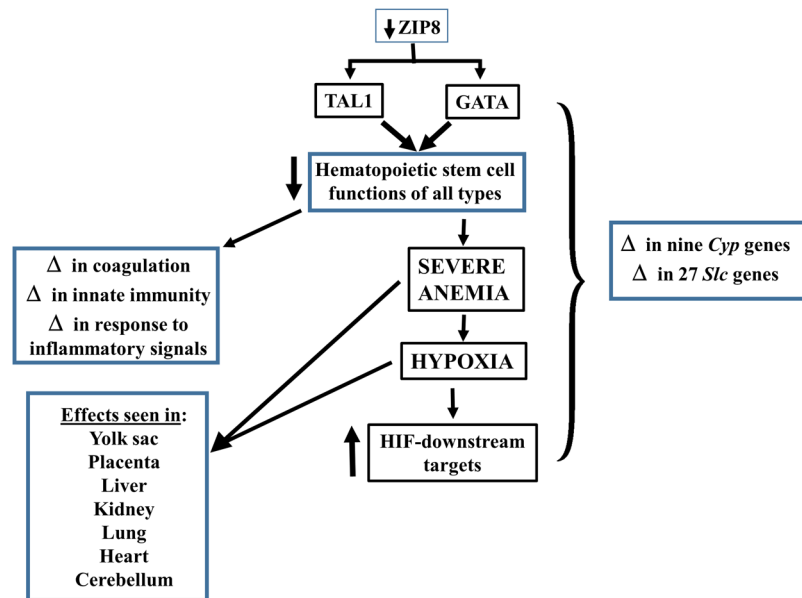 ↓ZIP8
TAL1
GATA
Hematopoietic stem cell
functions of all types
Δ in coagulation
Δ in innate immunity
Δ in response to
inflammatory signals
SEVERE
ANEMIA
HYPOXIA
HIF-downstream
targets
Effects seen in:
Yolk sac
Placenta
Liver
Kidney
Lung
Heart
Cerebellum
Δ in nine Cyp genes
Δ in 27 Slc genes